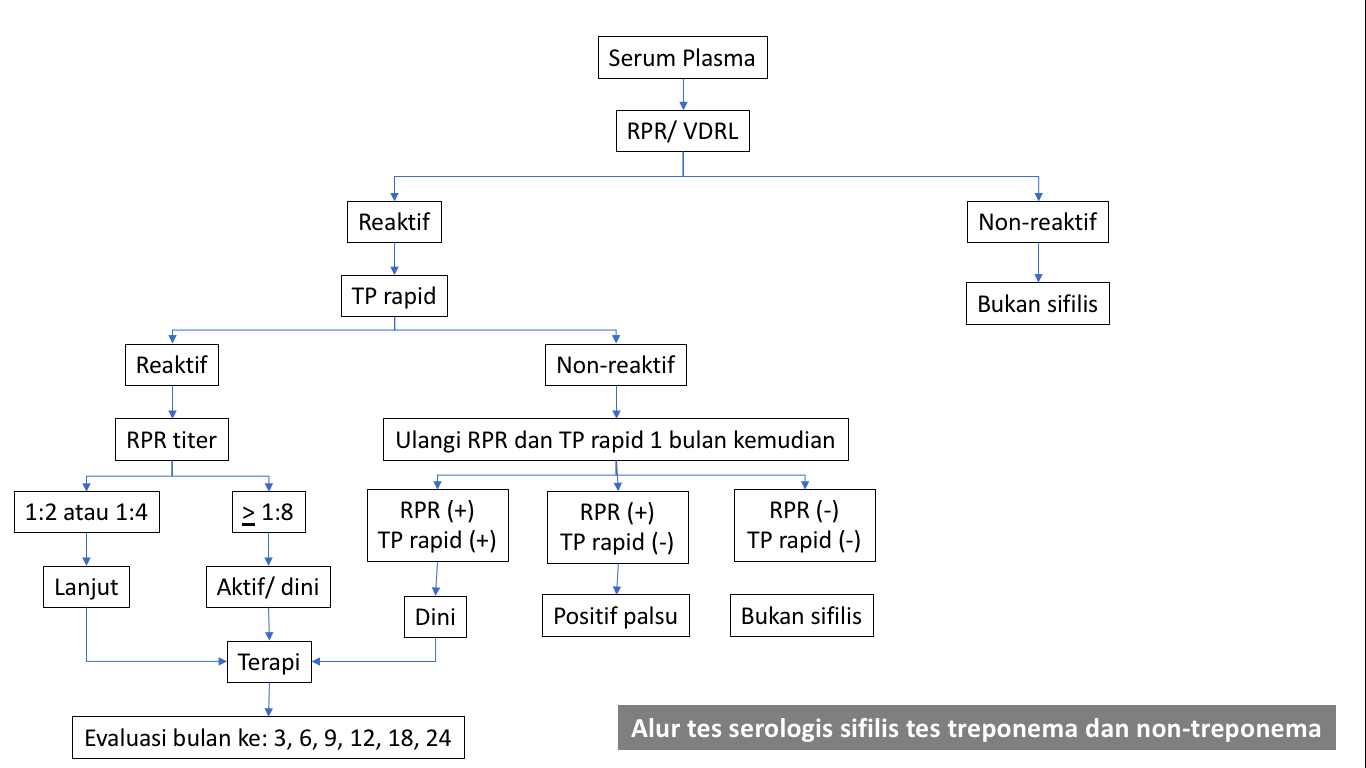 Serum Plasma
RPR/ VDRL
Reaktif
Non-reaktif
TP rapid
Bukan sifilis
Reaktif
Non-reaktif
RPR titer
Ulangi RPR dan TP rapid 1 bulan kemudian
1:2 atau 1:4
≥ 1:8
RPR (+)
TP rapid (+)
RPR (+)
TP rapid (-)
RPR (-)
TP rapid (-)
Lanjut
Aktif/ dini
Dini
Positif palsu
Bukan sifilis
Terapi
Evaluasi bulan ke: 3, 6, 9, 12, 18, 24
Alur tes serologis sifilis tes treponema dan non-treponema